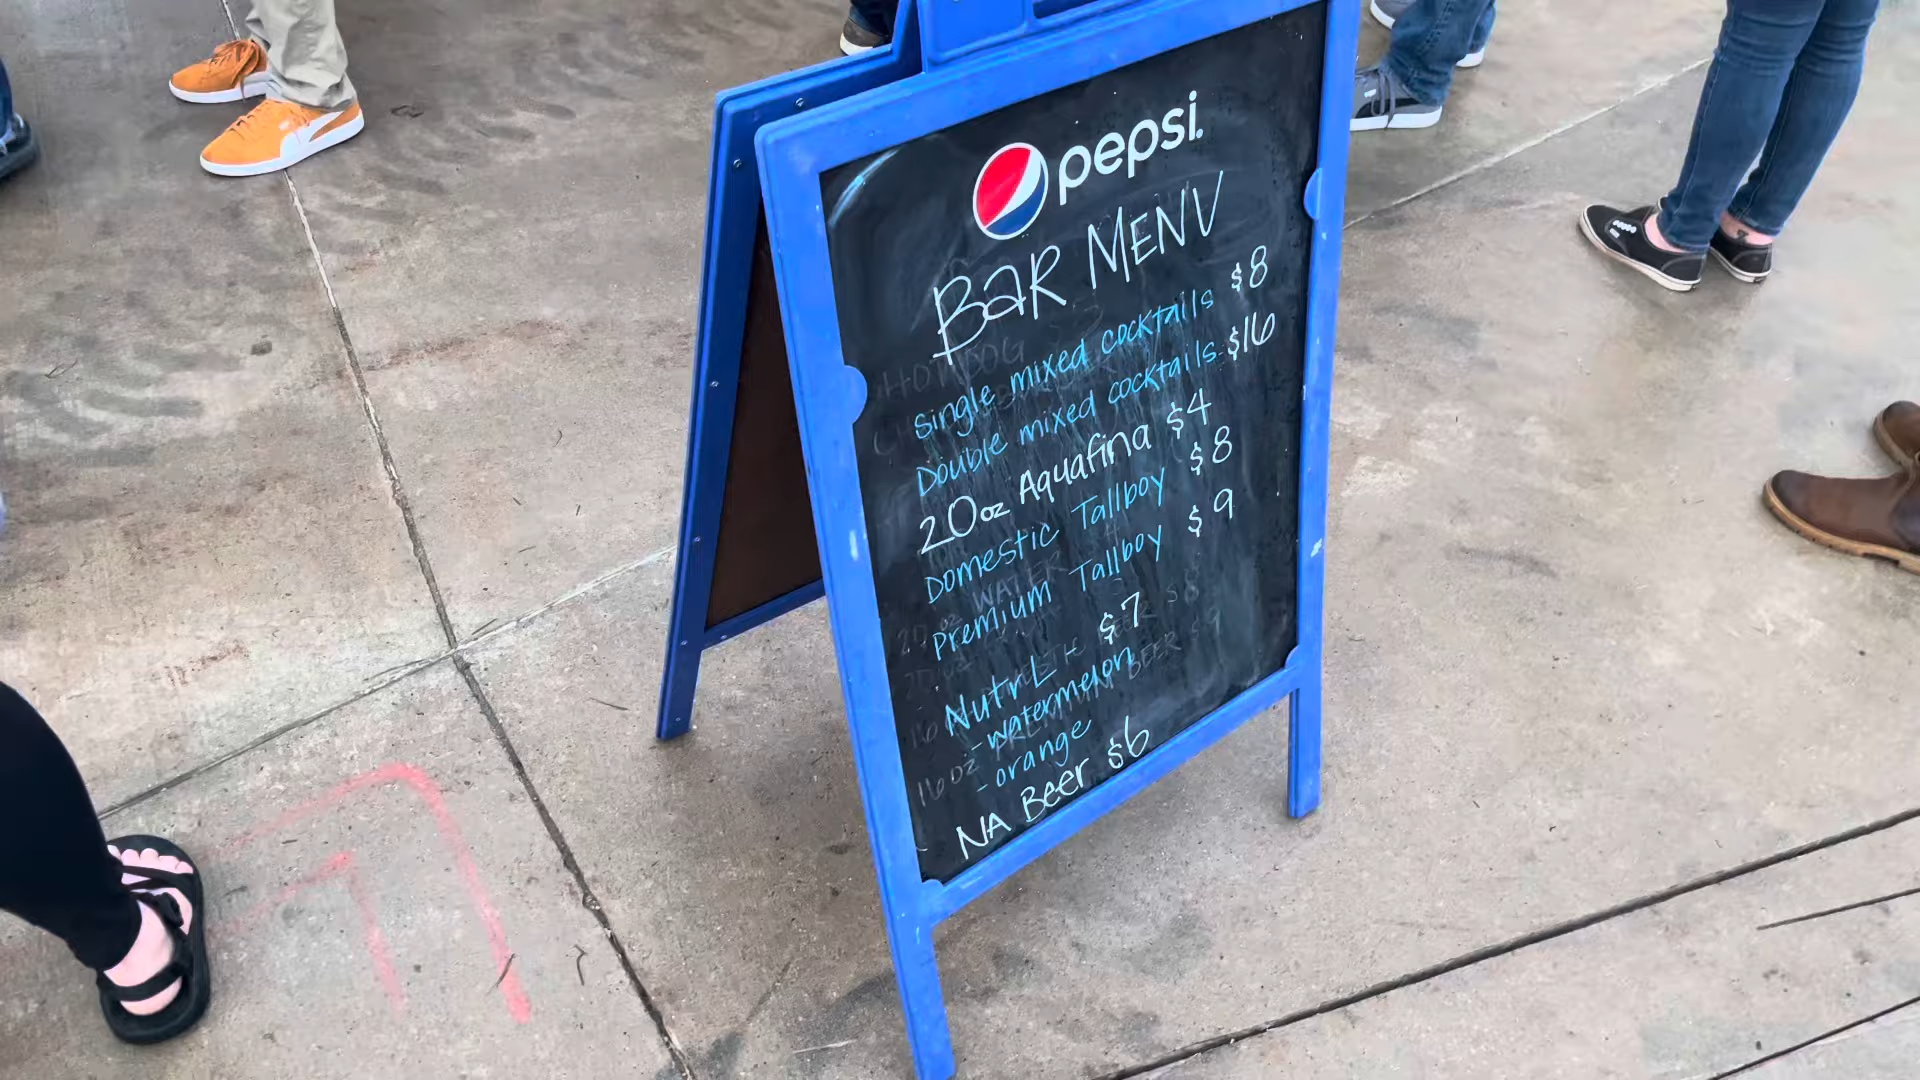 pepsi.
BAR MENU
Single mixed cocktails $8
Double mixed cocktails $16
20oz Aquafina $4
Domestic Tallboy $8
Premium Tallboy $9
Nutrl $7
- watermelon
- orange
NA Beer $6